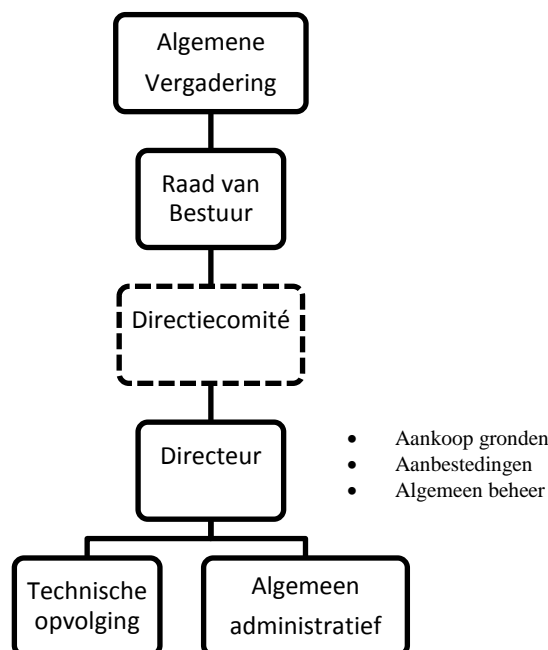 Algemene
Vergadering
Raad van
Bestuur
Directiecomité
Directeur
• Aankoop gronden
• Aanbestedingen
• Algemeen beheer
Technische
opvolging
Algemeen
administratief